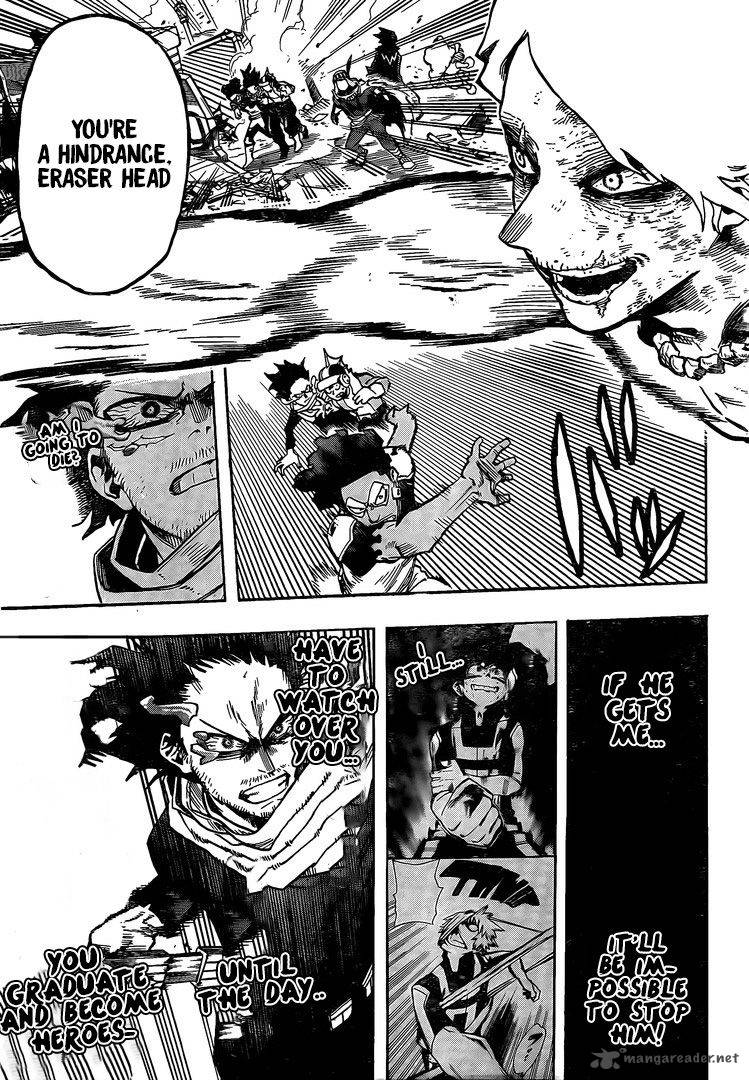 YOU'RE
A HINDRANCE,
ERASER HEAD
AM I
GOING TO
DIE?
IF HE
GETS
ME...
IT'LL
BE IM-
POSSIBLE
TO STOP
HIM!
I
STILL...
HAVE
TO
WATCH
OVER
YOU...
UNTIL
THE DAY..
YOU
GRADUATE
AND BECOME
HEROES-
mangareader.net